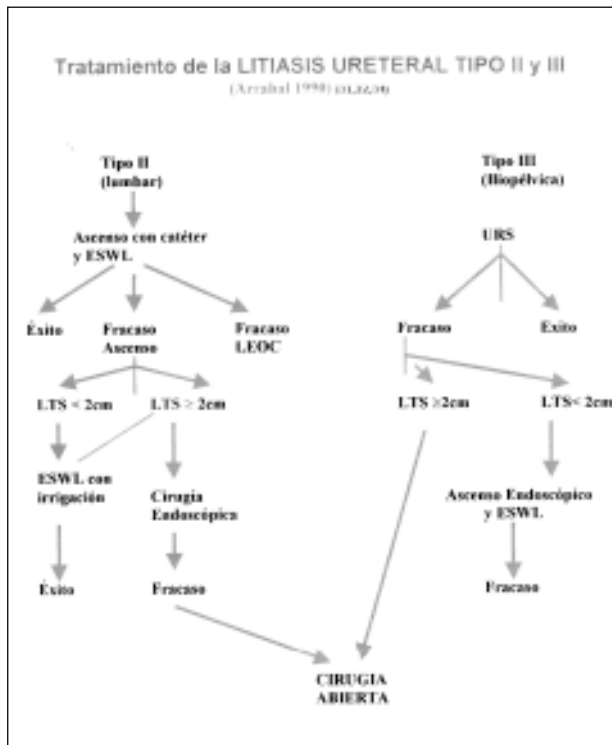 Tratamiento de la LITIASIS URETERAL TIPO II y III
(Arrabal 1990)
Tipo II
(lumbar)
Tipo III
(Iliopélvica)
Ascenso con catéter
y ESWL
URS
Éxito
Fracaso
Ascenso
Fracaso
LEOC
Fracaso
Éxito
LTS < 2cm
LTS ≥ 2cm
LTS ≥2cm
LTS< 2cm
ESWL con
irrigación
Cirugía
Endoscópica
Ascenso Endoscópico
y ESWL
Éxito
Fracaso
Fracaso
CIRUGIA
ABIERTA